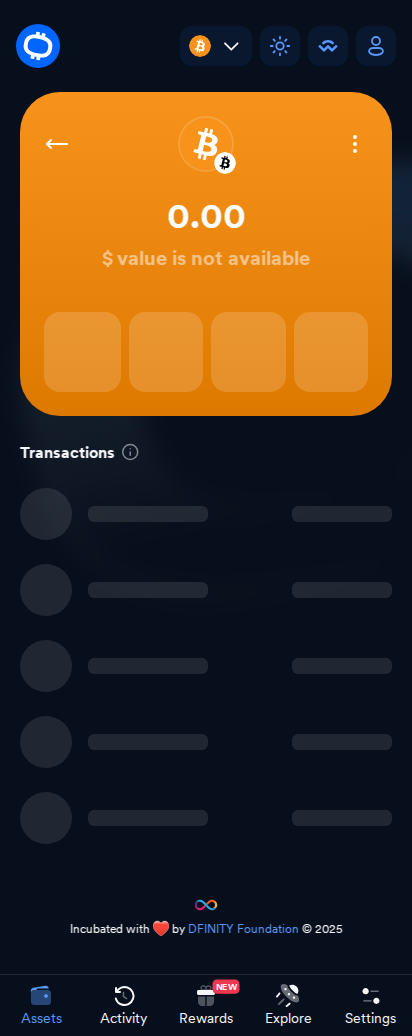 0.00
$ value is not available
Transactions
Incubated with ❤️ by DFINITY Foundation © 2025
NEW
Assets Activity Rewards Explore Settings